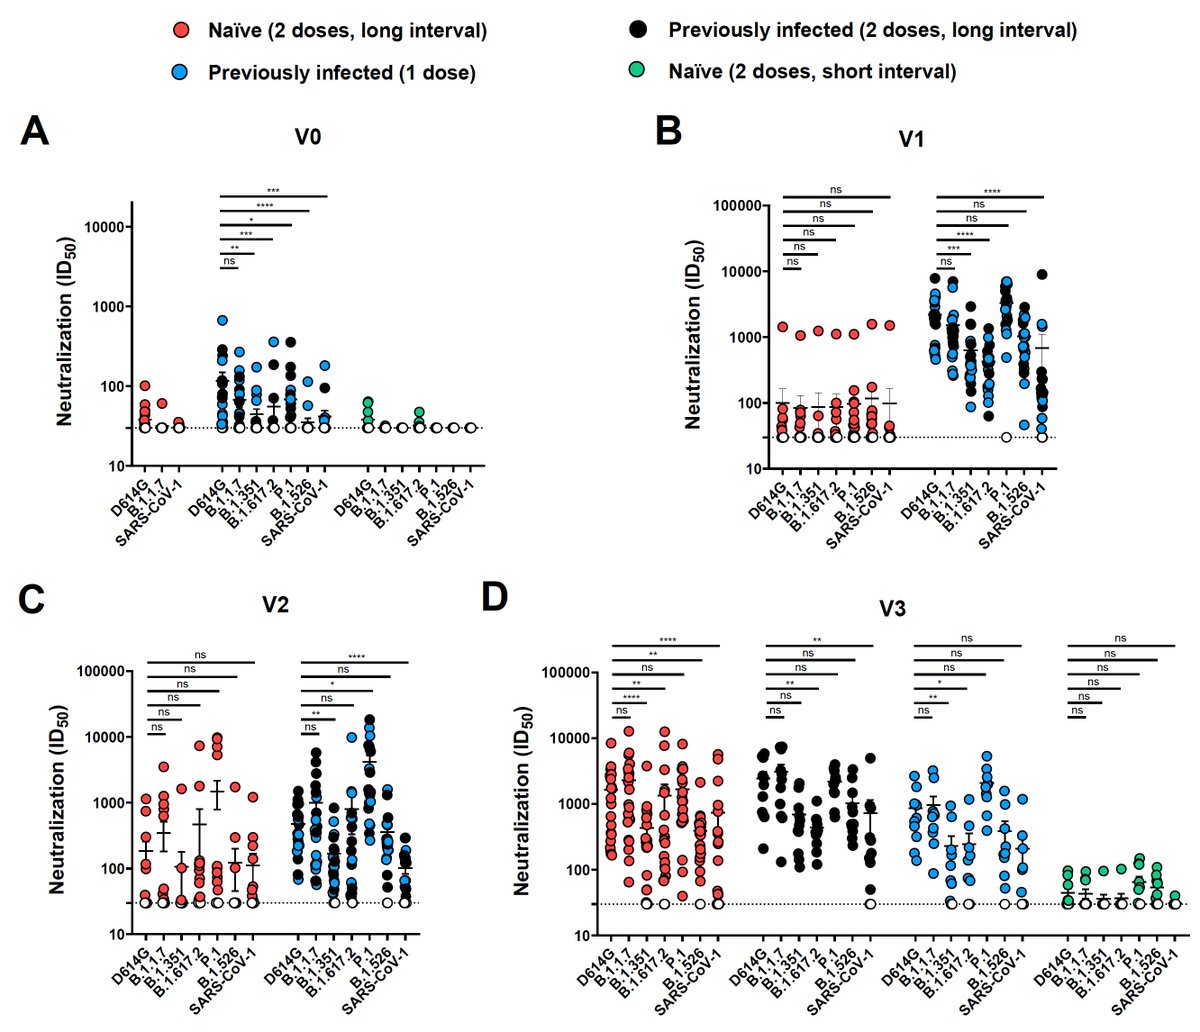 Naïve (2 doses, long interval)
Previously infected (2 doses, long interval)
Previously infected (1 dose)
Naïve (2 doses, short interval)
A
V0
Neutralization (ID50)
10000
1000
100
10
***
****
*
***
**
ns
D614G
B.1.1.7
SARS-CoV-1
D614G
B.1.1.7
B.1.351
B.1.617.2
P.1
B.1.526
SARS-CoV-1
D614G
B.1.1.7
B.1.351
B.1.617.2
P.1
B.1.526
SARS-CoV-1
B
V1
Neutralization (ID50)
100000
10000
1000
100
10
ns
ns
ns
ns
ns
ns
****
ns
ns
****
***
ns
D614G
B.1.1.7
B.1.351
B.1.617.2
P.1
B.1.526
SARS-CoV-1
D614G
B.1.1.7
B.1.351
B.1.617.2
P.1
B.1.526
SARS-CoV-1
C
V2
Neutralization (ID50)
100000
10000
1000
100
10
ns
ns
ns
ns
ns
ns
****
ns
*
ns
**
ns
D614G
B.1.1.7
B.1.351
B.1.617.2
P.1
B.1.526
SARS-CoV-1
D614G
B.1.1.7
B.1.351
B.1.617.2
P.1
B.1.526
SARS-CoV-1
D
V3
Neutralization (ID50)
100000
10000
1000
100
10
****
**
ns
**
****
ns
**
ns
ns
**
ns
ns
ns
ns
ns
*
**
ns
ns
ns
ns
ns
ns
ns
D614G
B.1.1.7
B.1.351
B.1.617.2
P.1
B.1.526
SARS-CoV-1
D614G
B.1.1.7
B.1.351
B.1.617.2
P.1
B.1.526
SARS-CoV-1
D614G
B.1.1.7
B.1.351
B.1.617.2
P.1
B.1.526
SARS-CoV-1
D614G
B.1.1.7
B.1.351
B.1.617.2
P.1
B.1.526
SARS-CoV-1